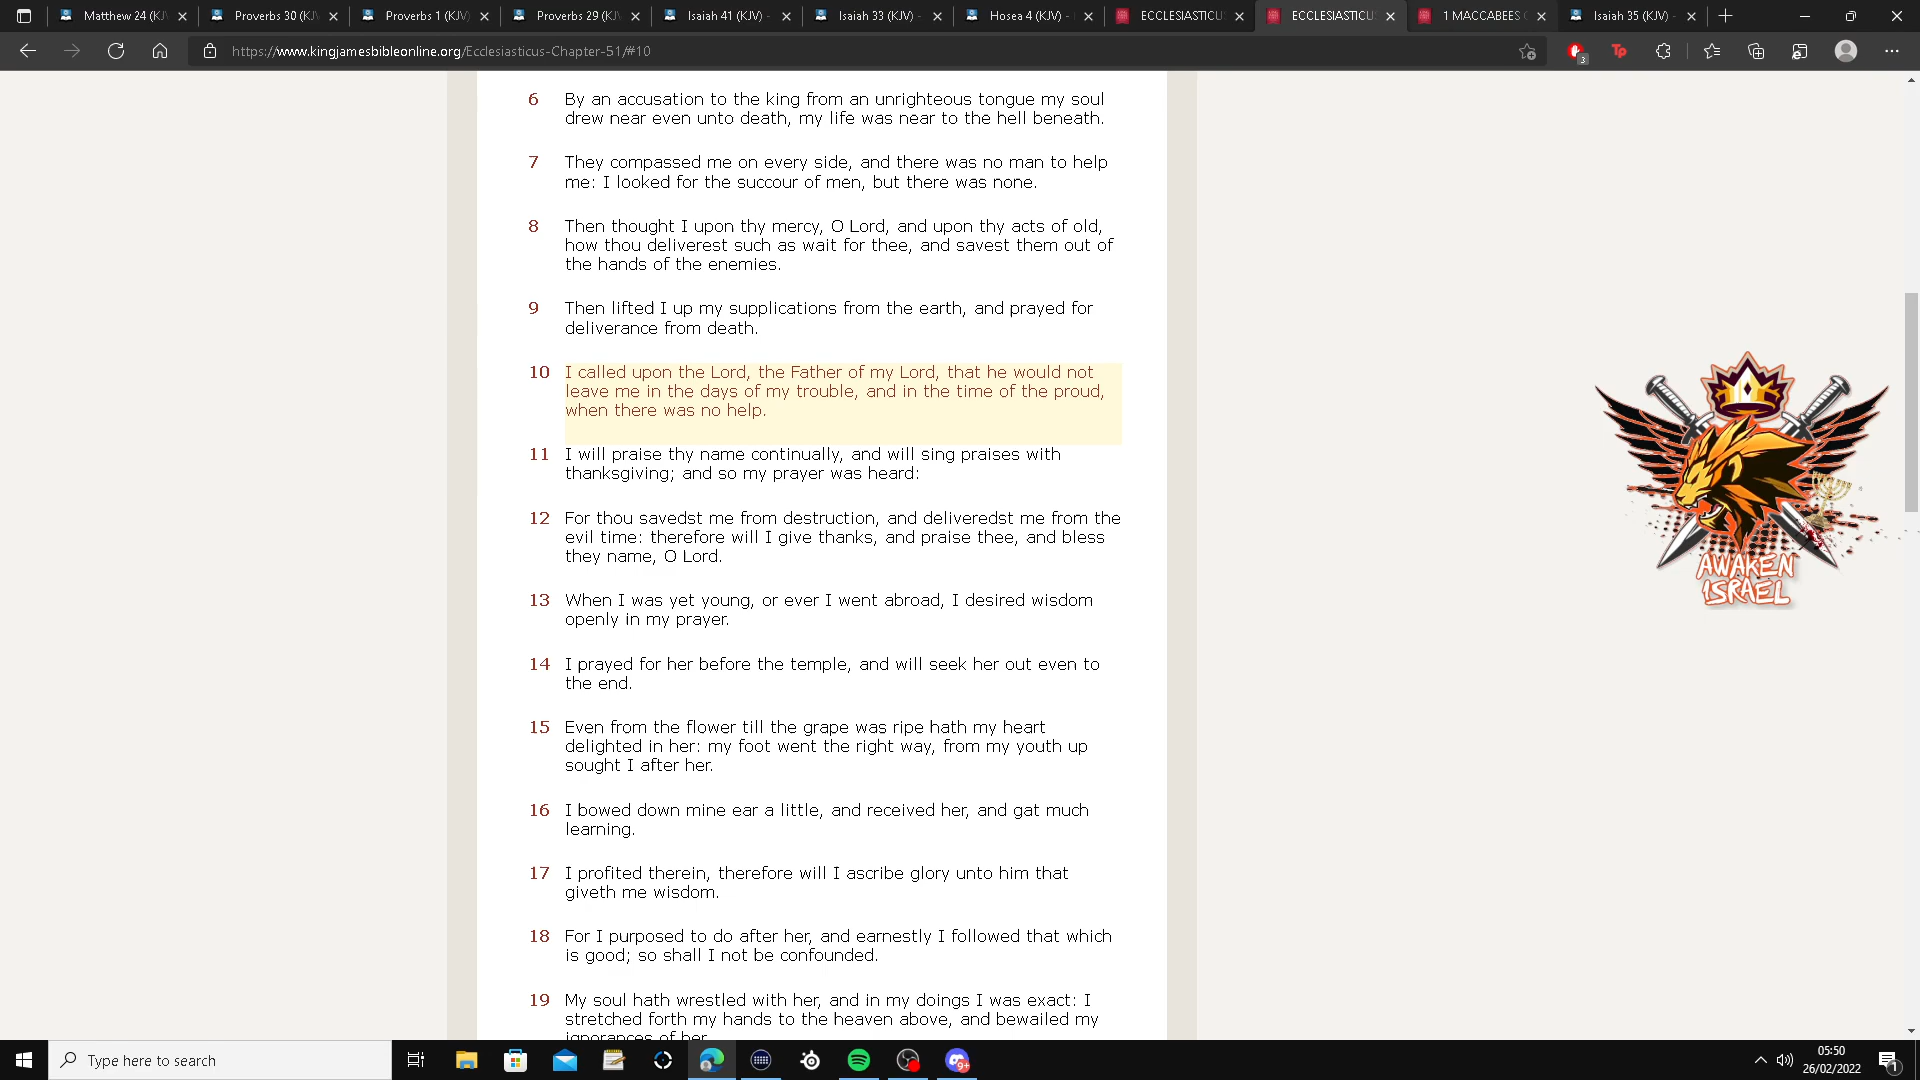 Matthew 24 (KJV)
Proverbs 30 (KJV
Proverbs 1 (KJV)
Proverbs 29 (KJV
Isaiah 41 (KJV) -
Isaiah 33 (KJV) -
Hosea 4 (KJV) -
ECCLESIASTICU
ECCLESIASTICU
1 MACCABEES
Isaiah 35 (KJV) -
https://www.kingjamesbibleonline.org/Ecclesiasticus-Chapter-51/#10
3
6 By an accusation to the king from an unrighteous tongue my soul
drew near even unto death, my life was near to the hell beneath.
7 They compassed me on every side, and there was no man to help
me: I looked for the succour of men, but there was none.
8 Then thought I upon thy mercy, O Lord, and upon thy acts of old,
how thou deliverest such as wait for thee, and savest them out of
the hands of the enemies.
9 Then lifted I up my supplications from the earth, and prayed for
deliverance from death.
10 I called upon the Lord, the Father of my Lord, that he would not
leave me in the days of my trouble, and in the time of the proud,
when there was no help.
11 I will praise thy name continually, and will sing praises with
thanksgiving; and so my prayer was heard:
12 For thou savedst me from destruction, and deliveredst me from the
evil time: therefore will I give thanks, and praise thee, and bless
they name, O Lord.
13 When I was yet young, or ever I went abroad, I desired wisdom
openly in my prayer.
14 I prayed for her before the temple, and will seek her out even to
the end.
15 Even from the flower till the grape was ripe hath my heart
delighted in her: my foot went the right way, from my youth up
sought I after her.
16 I bowed down mine ear a little, and received her, and gat much
learning.
17 I profited therein, therefore will I ascribe glory unto him that
giveth me wisdom.
18 For I purposed to do after her, and earnestly I followed that which
is good; so shall I not be confounded.
19 My soul hath wrestled with her, and in my doings I was exact: I
stretched forth my hands to the heaven above, and bewailed my
ignorances of her.
AWAKEN
ISRAEL
Type here to search
9+
05:50
26/02/2022
1